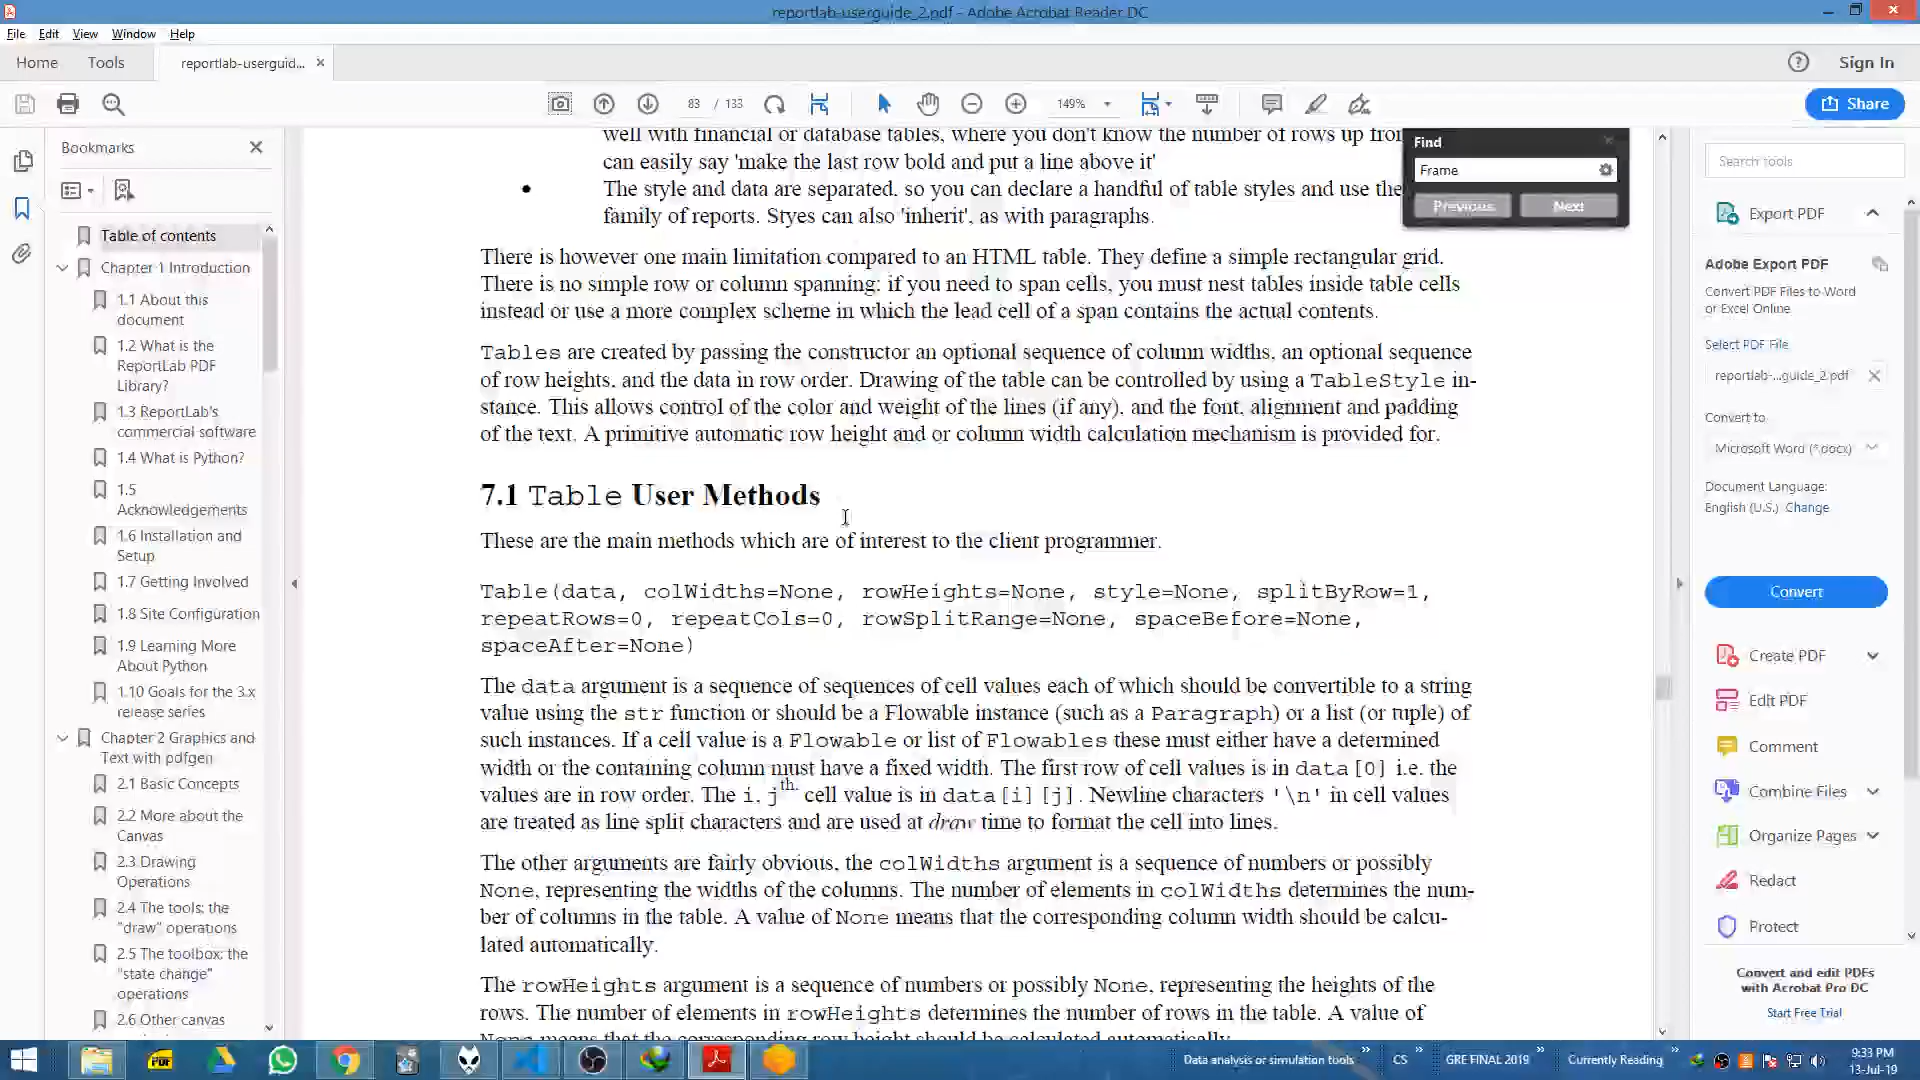 reportlab-userguide_2.pdf - Adobe Acrobat Reader DC
File Edit View Window Help
Home Tools reportlab-userguid... × Sign In
83 / 133 149% Share
Bookmarks
Table of contents
Chapter 1 Introduction
1.1 About this
document
1.2 What is the
ReportLab PDF
Library?
1.3 ReportLab's
commercial software
1.4 What is Python?
1.5
Acknowledgements
1.6 Installation and
Setup
1.7 Getting Involved
1.8 Site Configuration
1.9 Learning More
About Python
1.10 Goals for the 3.x
release series
Chapter 2 Graphics and
Text with pdfgen
2.1 Basic Concepts
2.2 More about the
Canvas
2.3 Drawing
Operations
2.4 The tools: the
"draw" operations
2.5 The toolbox: the
"state change"
operations
2.6 Other canvas
well with financial or database tables, where you don't know the number of rows up
can easily say 'make the last row bold and put a line above it'
• The style and data are separated, so you can declare a handful of table styles and use the
family of reports. Styes can also 'inherit', as with paragraphs.
There is however one main limitation compared to an HTML table. They define a simple rectangular grid.
There is no simple row or column spanning; if you need to span cells, you must nest tables inside table cells
instead or use a more complex scheme in which the lead cell of a span contains the actual contents.
Tables are created by passing the constructor an optional sequence of column widths, an optional sequence
of row heights, and the data in row order. Drawing of the table can be controlled by using a TableStyle in-
stance. This allows control of the color and weight of the lines (if any), and the font, alignment and padding
of the text. A primitive automatic row height and or column width calculation mechanism is provided for.
7.1 Table User Methods
These are the main methods which are of interest to the client programmer.
Table(data, colWidths=None, rowHeights=None, style=None, splitByRow=1,
repeatRows=0, repeatCols=0, rowSplitRange=None, spaceBefore=None,
spaceAfter=None)
The data argument is a sequence of sequences of cell values each of which should be convertible to a string
value using the str function or should be a Flowable instance (such as a Paragraph) or a list (or tuple) of
such instances. If a cell value is a Flowable or list of Flowables these must either have a determined
width or the containing column must have a fixed width. The first row of cell values is in data[0] i.e. the
values are in row order. The i, jth. cell value is in data[i][j]. Newline characters '\n' in cell values
are treated as line split characters and are used at draw time to format the cell into lines.
The other arguments are fairly obvious, the colWidths argument is a sequence of numbers or possibly
None, representing the widths of the columns. The number of elements in colWidths determines the num-
ber of columns in the table. A value of None means that the corresponding column width should be calcu-
lated automatically.
The rowHeights argument is a sequence of numbers or possibly None, representing the heights of the
rows. The number of elements in rowHeights determines the number of rows in the table. A value of
None means that the corresponding row height should be calculated automatically.
Find
Frame
Previous Next
Search tools
Export PDF
Adobe Export PDF
Convert PDF Files to Word
or Excel Online
Select PDF File
reportlab-...guide_2.pdf
Convert to
Microsoft Word (*.docx)
Document Language:
English (U.S.) Change
Convert
Create PDF
Edit PDF
Comment
Combine Files
Organize Pages
Redact
Protect
Convert and edit PDFs
with Acrobat Pro DC
Start Free Trial
PDF Data analysis or simulation tools » CS » GRE FINAL 2019 » Currently Reading » 9:33 PM
13-Jul-19